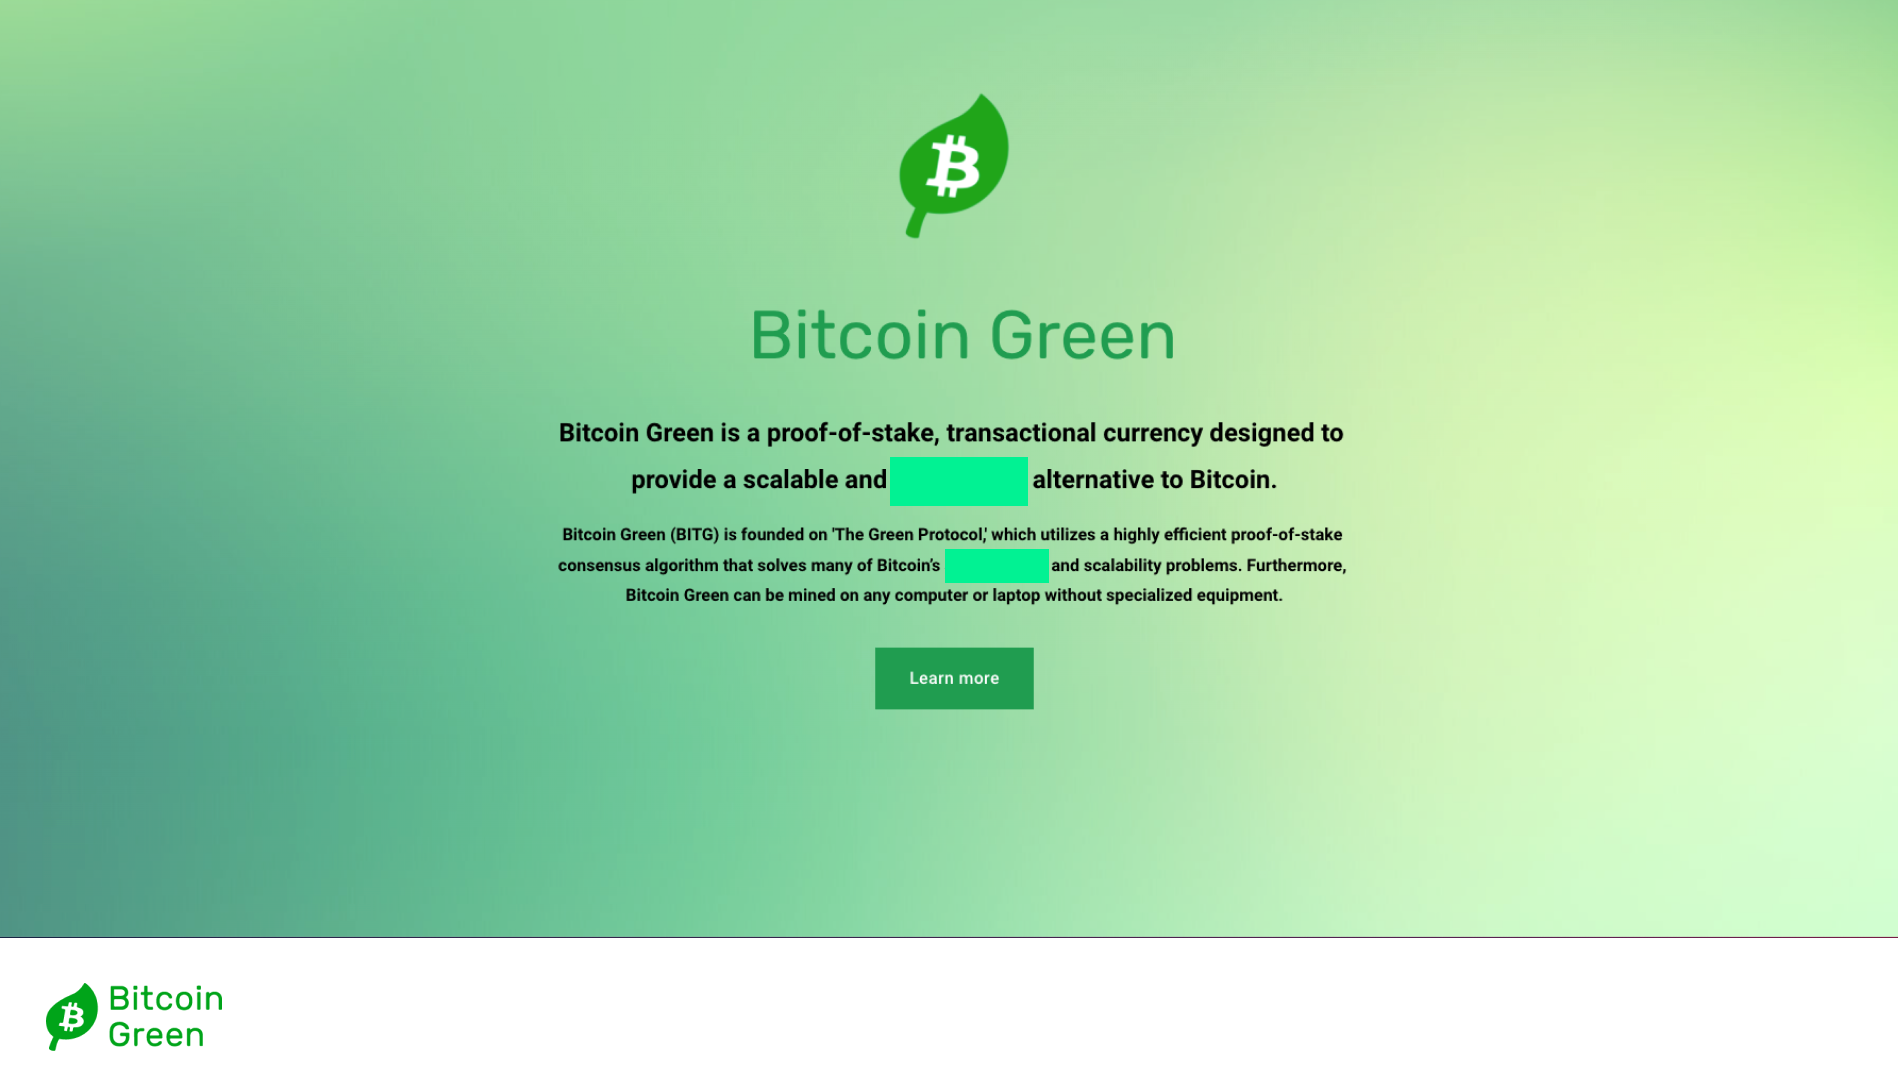 Bitcoin Green
Bitcoin Green is a proof-of-stake, transactional currency designed to
provide a scalable and alternative to Bitcoin.
Bitcoin Green (BITG) is founded on 'The Green Protocol,' which utilizes a highly efficient proof-of-stake
consensus algorithm that solves many of Bitcoin’s and scalability problems. Furthermore,
Bitcoin Green can be mined on any computer or laptop without specialized equipment.
Learn more
Bitcoin
Green